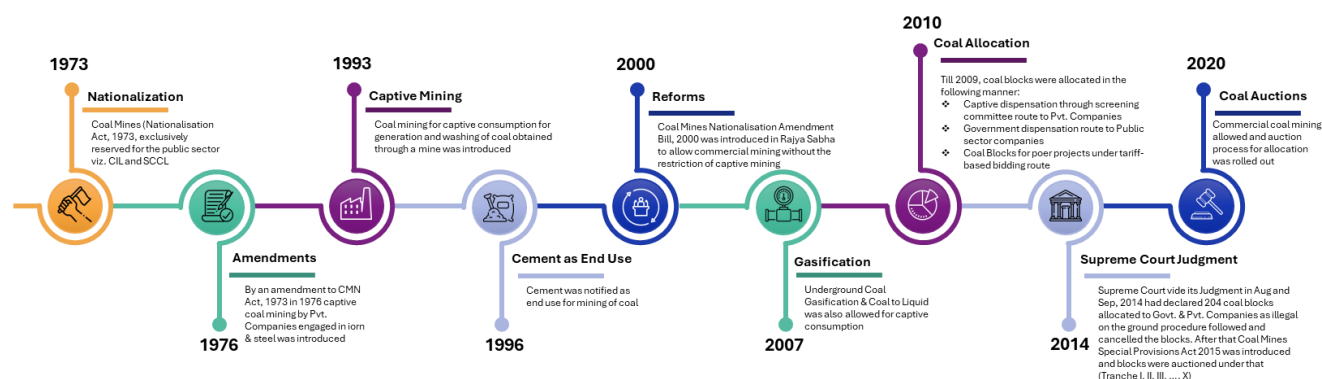 1973
Nationalization
Coal Mines (Nationalisation
Act, 1973, exclusively
reserved for the public sector
viz. CIL and SCCL
Amendments
By an amendment to CMN
Act, 1973 in 1976 captive
coal mining by Pvt.
Companies engaged in iorn
& steel was introduced
1976
1993
Captive Mining
Coal mining for captive consumption for
generation and washing of coal obtained
through a mine was introduced
Cement as End Use
Cement was notified as
end use for mining of coal
1996
2000
Reforms
Coal Mines Nationalisation Amendment
Bill, 2000 was introduced in Rajya Sabha
to allow commercial mining without the
restriction of captive mining
Gasification
Underground Coal
Gasification & Coal to Liquid
was also allowed for captive
consumption
2007
2010
Coal Allocation
Till 2009, coal blocks were allocated in the
following manner:
❖ Captive dispensation through screening
committee route to Pvt. Companies
❖ Government dispensation route to Public
sector companies
❖ Coal Blocks for poer projects under tariff-
based bidding route
Supreme Court Judgment
Supreme Court vide its Judgment in Aug and
Sep, 2014 had declared 204 coal blocks
allocated to Govt. & Pvt. Companies as illegal
on the ground procedure followed and
cancelled the blocks. After that Coal Mines
Special Provisions Act 2015 was introduced
and blocks were auctioned under that
(Tranche I, II, III, .... X)
2014
2020
Coal Auctions
Commercial coal mining
allowed and auction
process for allocation
was rolled out